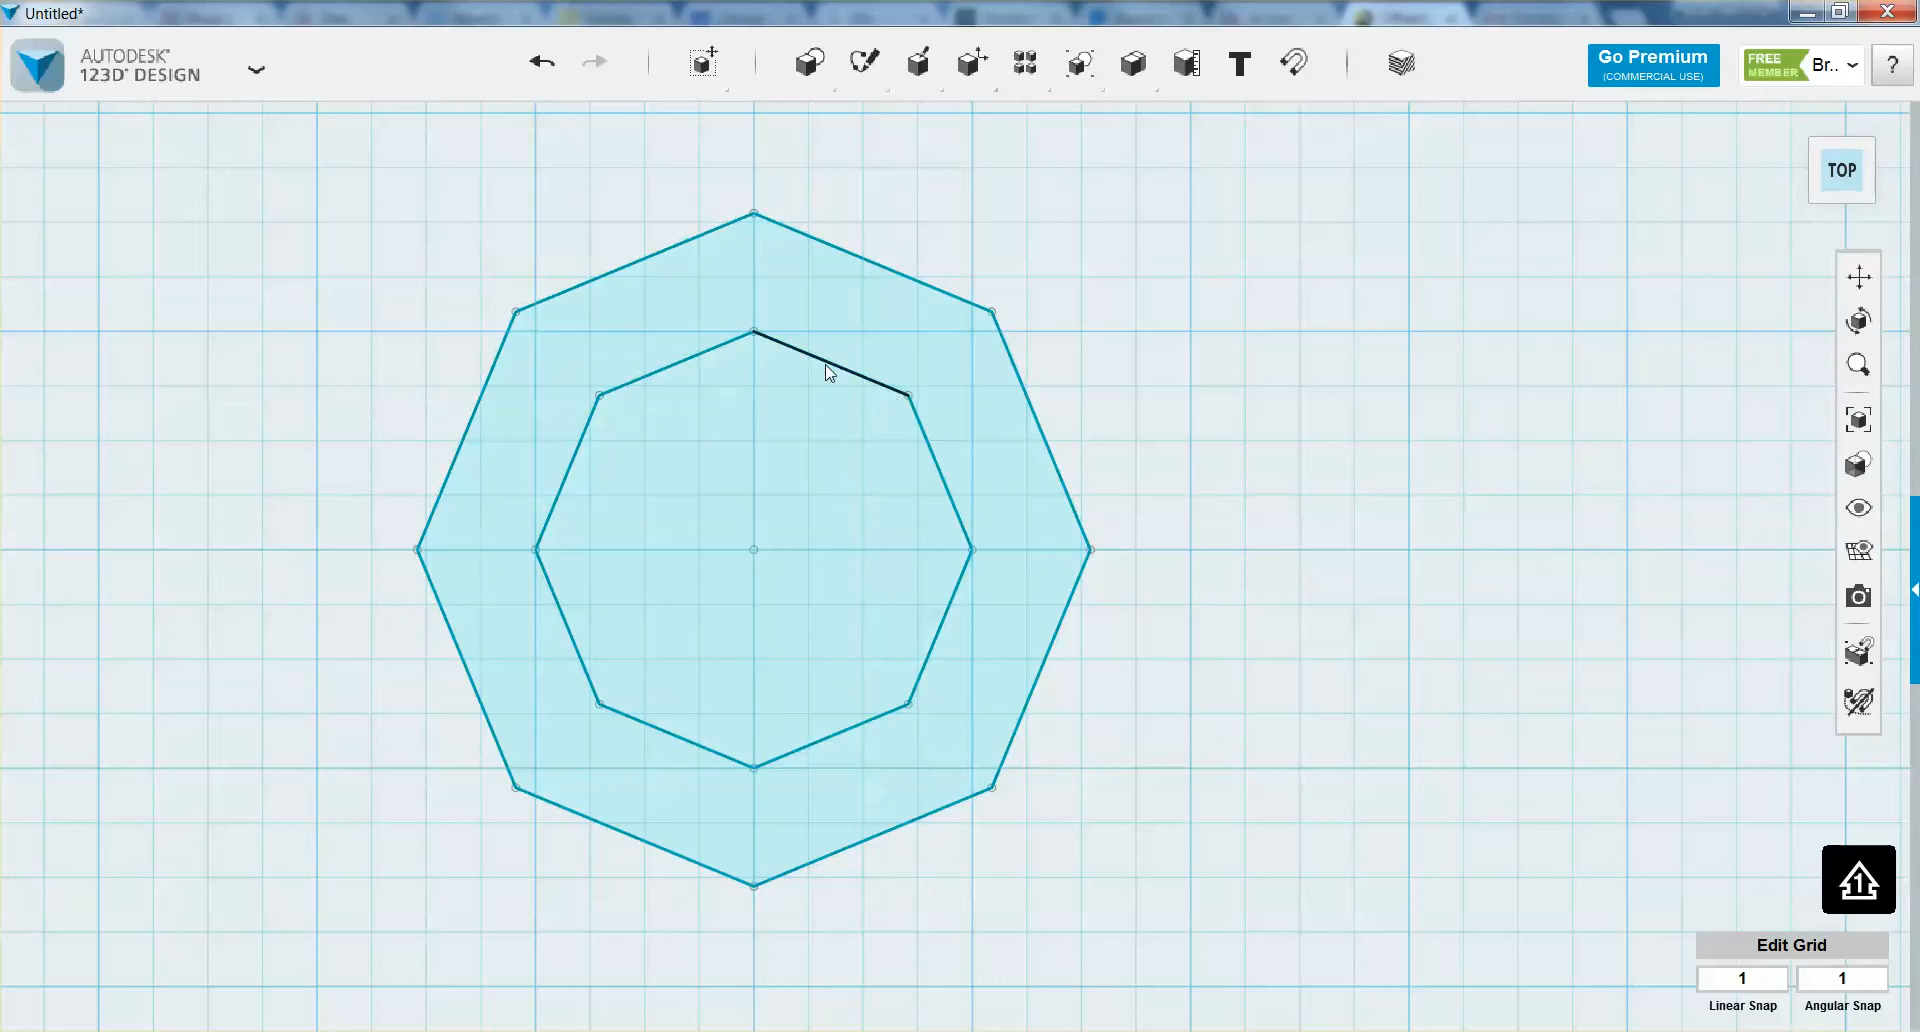 Untitled*
AUTODESK®
123D® DESIGN
T
Go Premium
(COMMERCIAL USE)
FREE
MEMBER
Br..
?
TOP
1
Edit Grid
1 1
Linear Snap Angular Snap